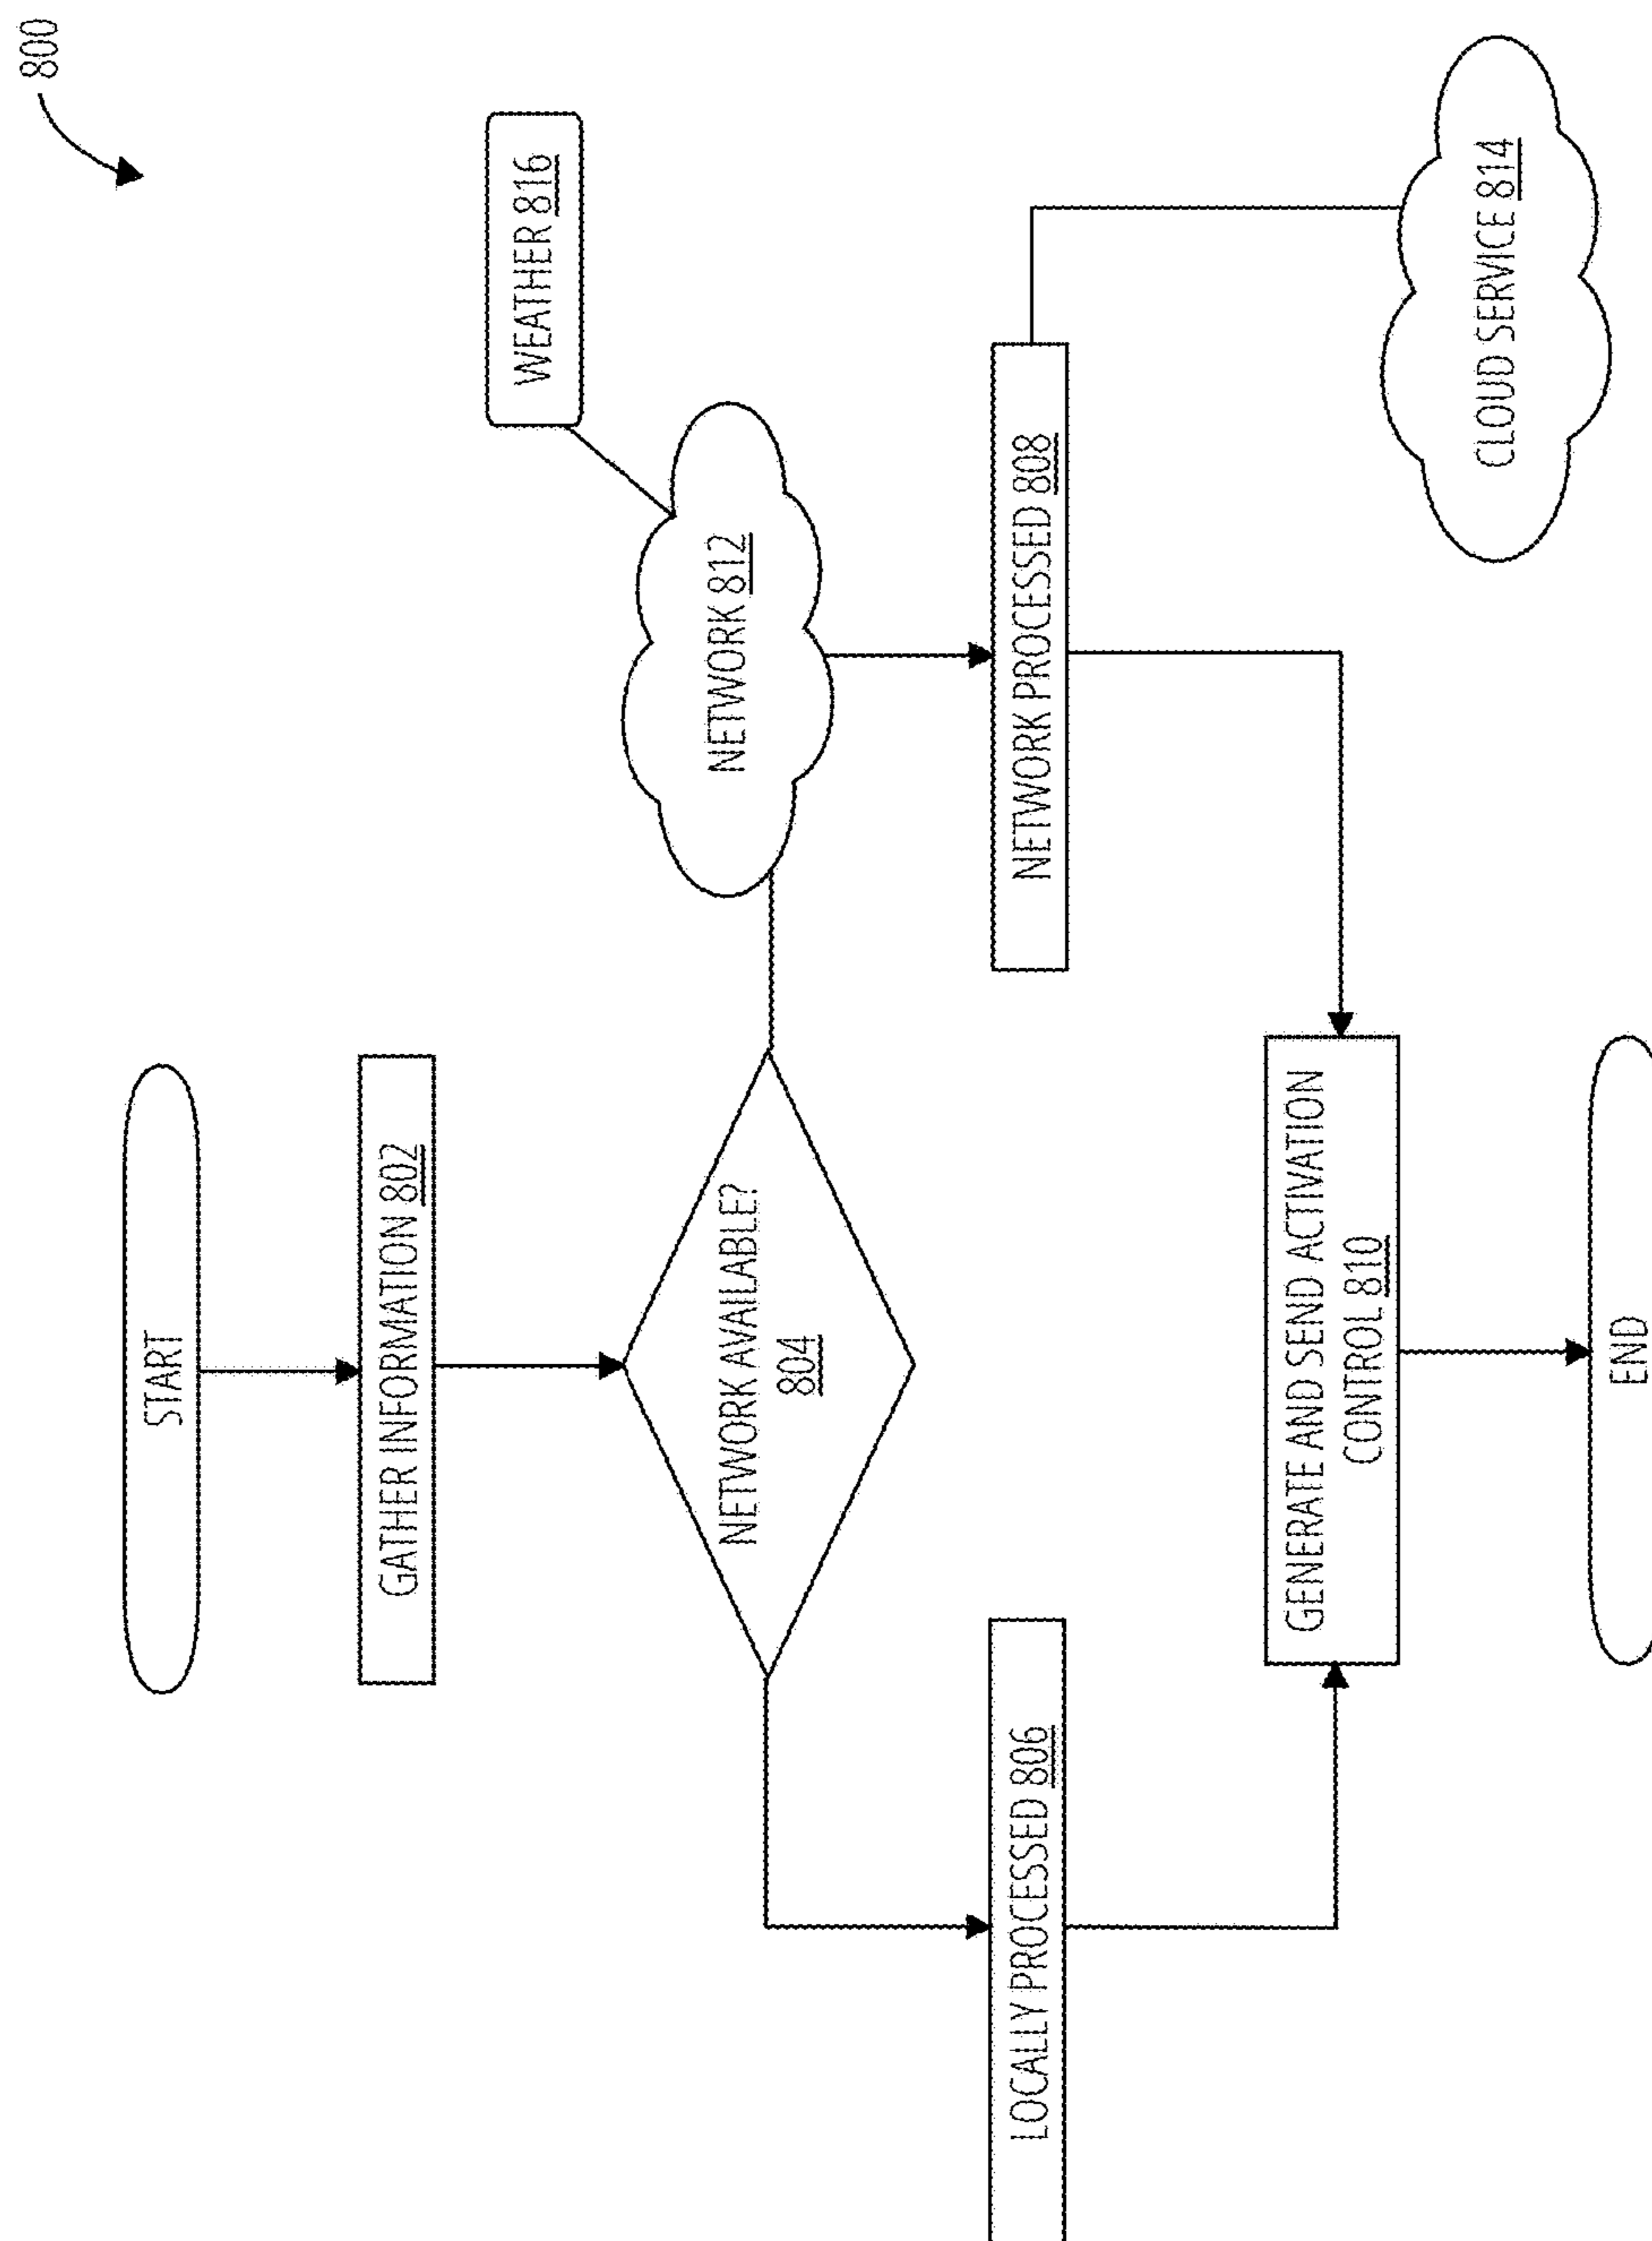 800
START
GATHER INFORMATION 802
WEATHER 816
NETWORK AVAILABLE?
804
NETWORK 812
LOCALLY PROCESSED 806
NETWORK PROCESSED 808
GENERATE AND SEND ACTIVATION
CONTROL 810
CLOUD SERVICE 814
END